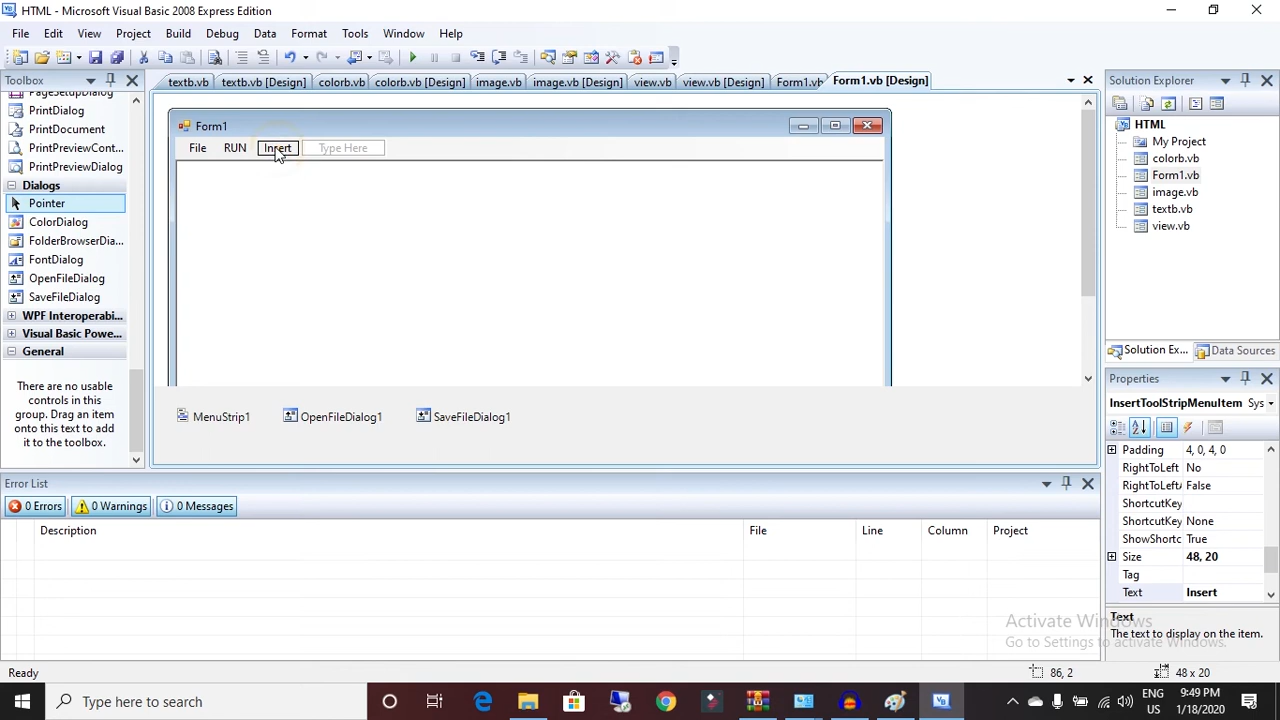 HTML - Microsoft Visual Basic 2008 Express Edition
File Edit View Project Build Debug Data Format Tools Window Help
Toolbox
textb.vb textb.vb [Design] colorb.vb colorb.vb [Design] image.vb image.vb [Design] view.vb view.vb [Design] Form1.vb Form1.vb [Design]
Solution Explorer
PageSetupDialog
PrintDialog
PrintDocument
PrintPreviewCont...
PrintPreviewDialog
Dialogs
Pointer
ColorDialog
FolderBrowserDia...
FontDialog
OpenFileDialog
SaveFileDialog
WPF Interoperabi...
Visual Basic Powe...
General
There are no usable
controls in this
group. Drag an item
onto this text to add
it to the toolbox.
Form1
File RUN Insert Type Here
MenuStrip1 OpenFileDialog1 SaveFileDialog1
HTML
My Project
colorb.vb
Form1.vb
image.vb
textb.vb
view.vb
Solution Ex... Data Sources
Properties
InsertToolStripMenuItem Sys
Padding 4, 0, 4, 0
RightToLeft No
RightToLeftA False
ShortcutKey
ShortcutKey None
ShowShortc True
Size 48, 20
Tag
Text Insert
Text
The text to display on the item.
Error List
0 Errors 0 Warnings 0 Messages
Description File Line Column Project
Activate Windows
Go to Settings to activate Windows.
Ready 86, 2 48 x 20
Type here to search
ENG
US
9:49 PM
1/18/2020